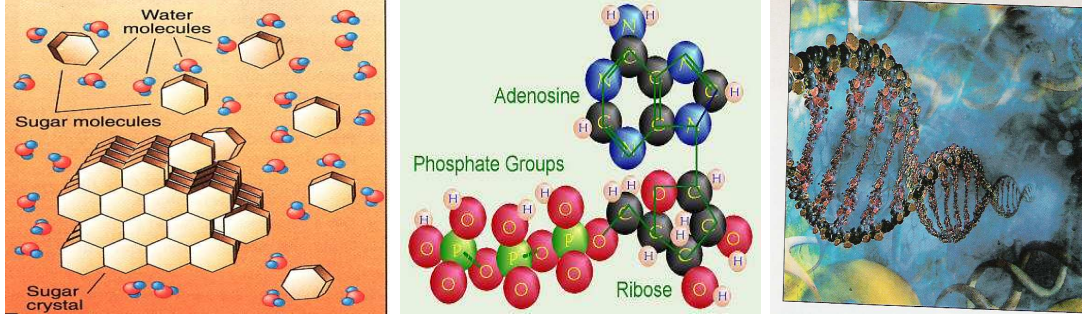 Water
molecules
Sugar molecules
Sugar
crystal
Adenosine
Phosphate Groups
Ribose
H H
N
C
N C N
C H
H C C N
N
C H
H H H H H O C
O O O C H C
O P O P O P O C H C O
O O O H C H
O H